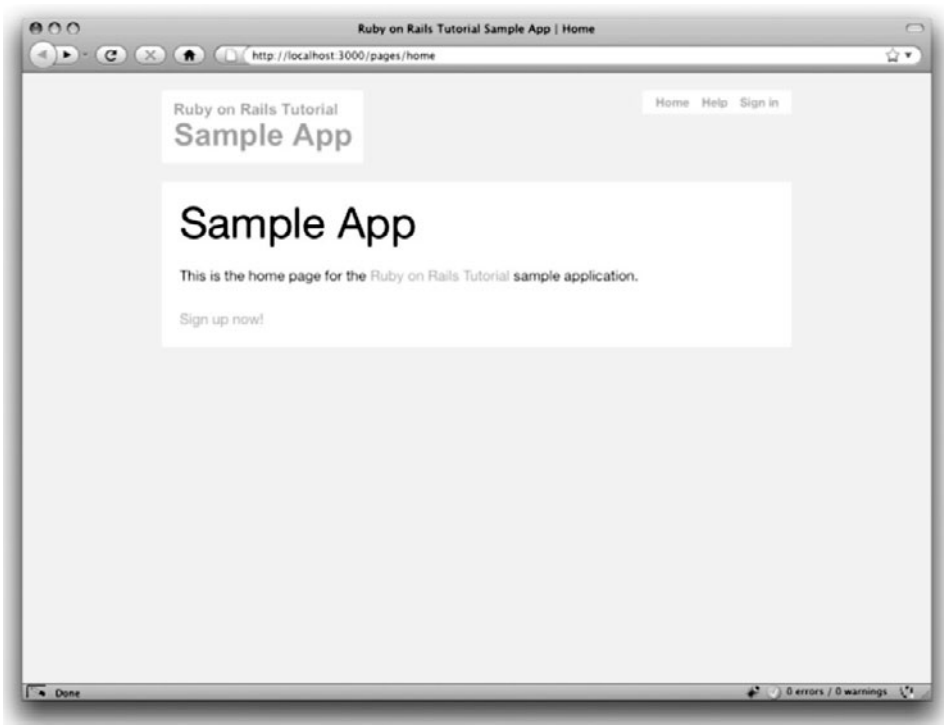 Ruby on Rails Tutorial Sample App | Home
http://localhost:3000/pages/home
Ruby on Rails Tutorial
Sample App
Home Help Sign in
Sample App
This is the home page for the Ruby on Rails Tutorial sample application.
Sign up now!
Done
0 errors / 0 warnings